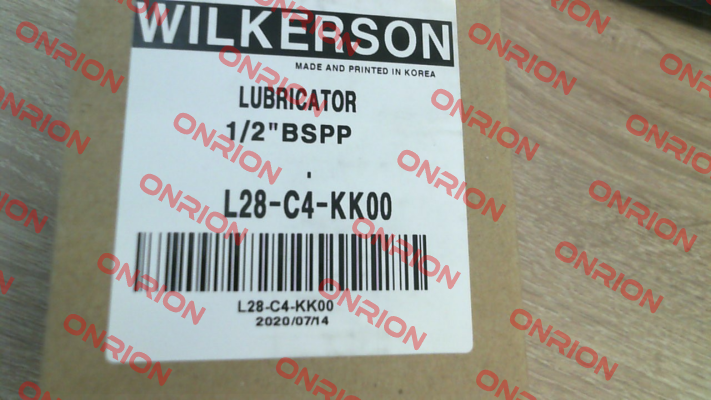 WILKERSON
MADE AND PRINTED IN KOREA
LUBRICATOR
1/2"BSPP
.
L28-C4-KK00
L28-C4-KK00
2020/07/14
ONRION